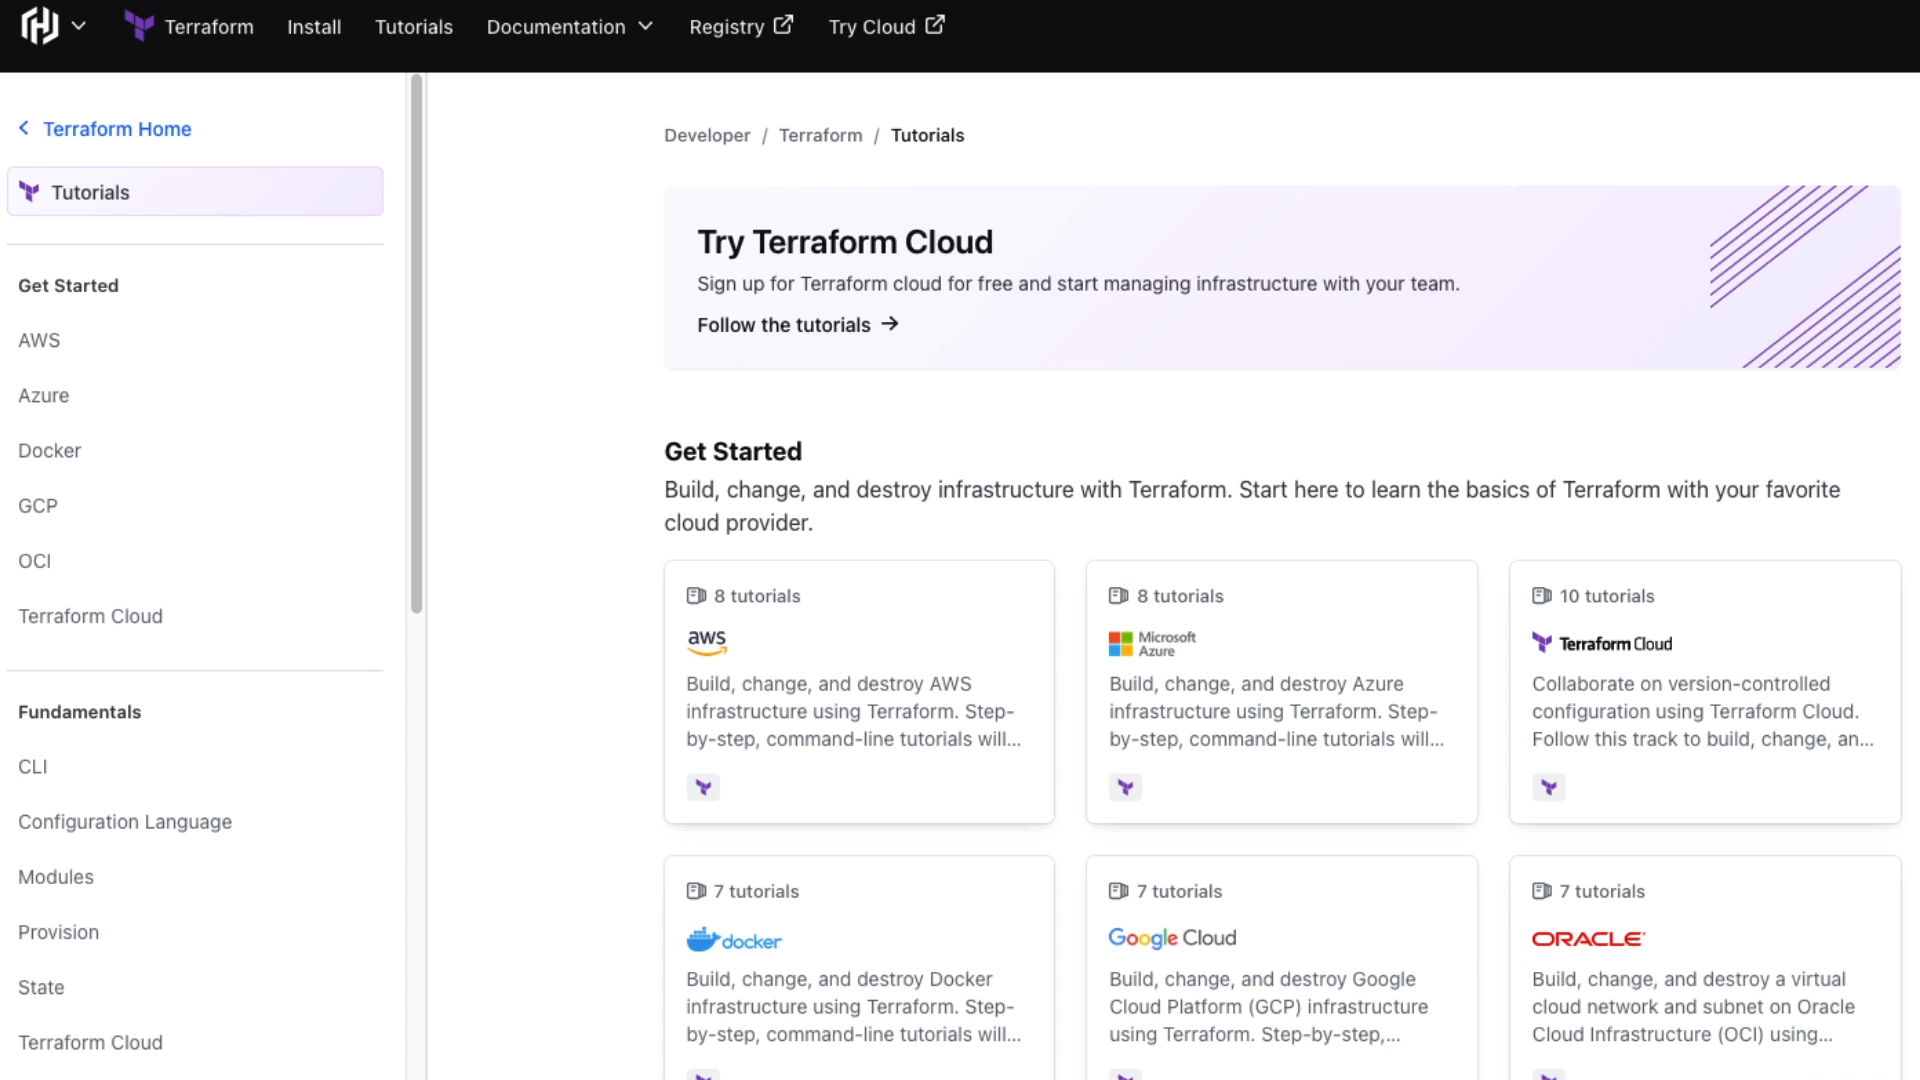 Terraform Install Tutorials Documentation Registry Try Cloud
Terraform Home
Tutorials
Get Started
AWS
Azure
Docker
GCP
OCI
Terraform Cloud
Fundamentals
CLI
Configuration Language
Modules
Provision
State
Terraform Cloud
Developer / Terraform / Tutorials
Try Terraform Cloud
Sign up for Terraform cloud for free and start managing infrastructure with your team.
Follow the tutorials →
Get Started
Build, change, and destroy infrastructure with Terraform. Start here to learn the basics of Terraform with your favorite
cloud provider.
8 tutorials
aws
Build, change, and destroy AWS
infrastructure using Terraform. Step-
by-step, command-line tutorials will...
8 tutorials
Microsoft
Azure
Build, change, and destroy Azure
infrastructure using Terraform. Step-
by-step, command-line tutorials will...
10 tutorials
Terraform Cloud
Collaborate on version-controlled
configuration using Terraform Cloud.
Follow this track to build, change, an...
7 tutorials
docker
Build, change, and destroy Docker
infrastructure using Terraform. Step-
by-step, command-line tutorials will...
7 tutorials
Google Cloud
Build, change, and destroy Google
Cloud Platform (GCP) infrastructure
using Terraform. Step-by-step,...
7 tutorials
ORACLE
Build, change, and destroy a virtual
cloud network and subnet on Oracle
Cloud Infrastructure (OCI) using...